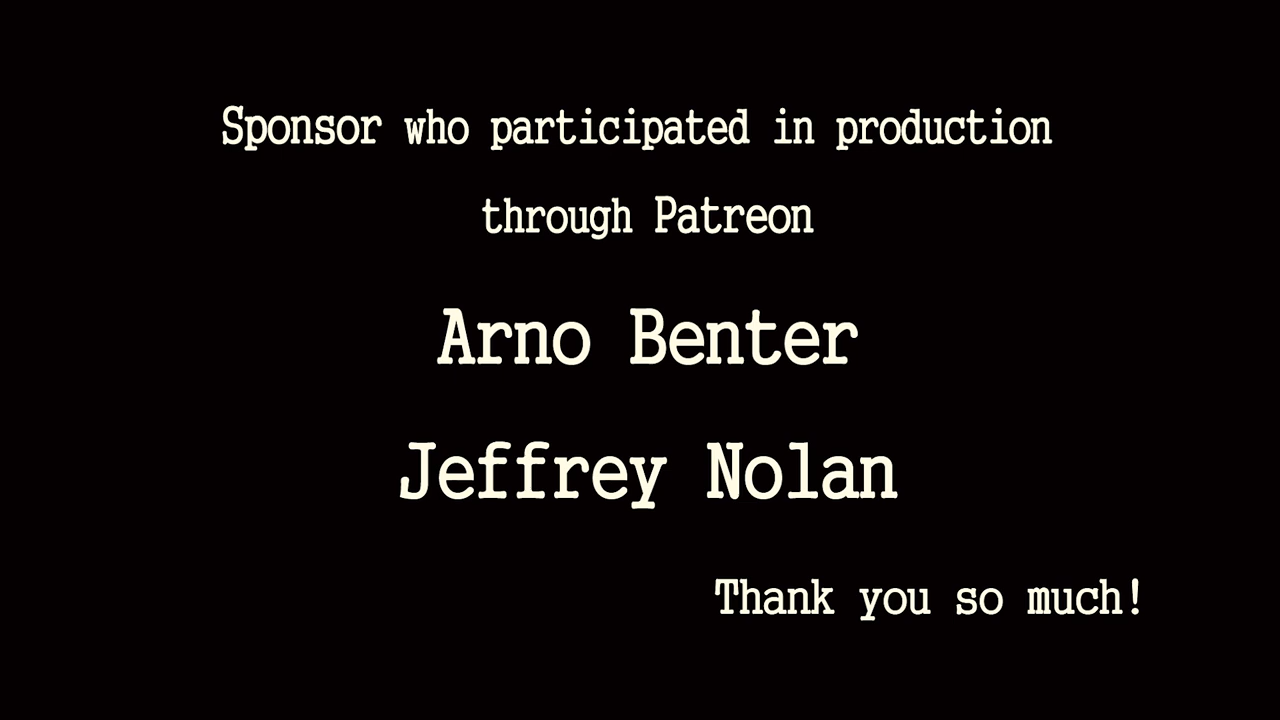 Sponsor who participated in production
through Patreon
Arno Benter
Jeffrey Nolan
Thank you so much!